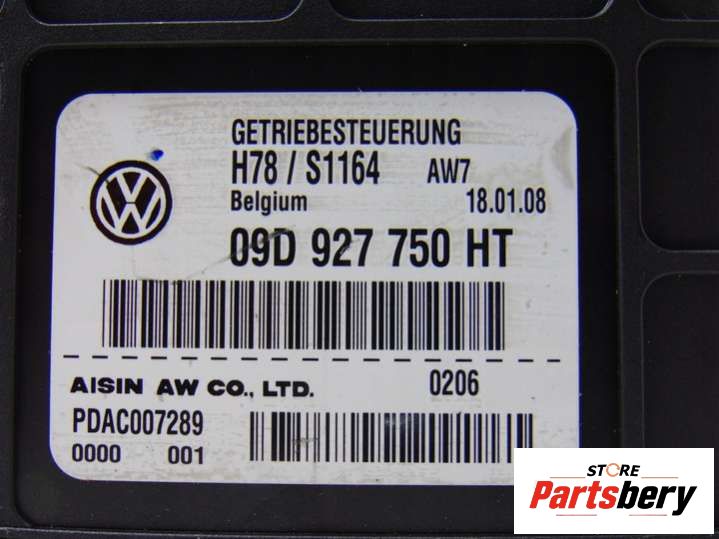 GETRIEBESTEUERUNG
H78 / S1164 AW7
Belgium 18.01.08
09D 927 750 HT
AISIN AW CO., LTD. 0206
PDAC007289
0000 001
STORE
Partsbery